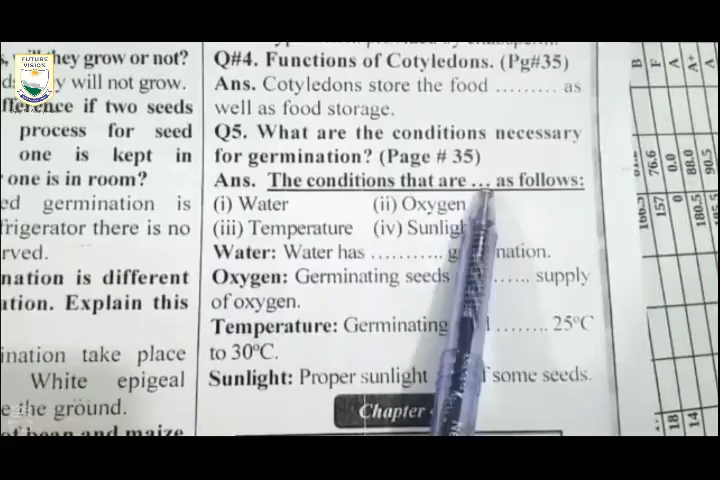 FUTURE
VISION
s, will they grow or not?
y will not grow.
fference if two seeds
process for seed
one is kept in
one is in room?
ed germination is
frigerator there is no
rved.
nation is different
ation. Explain this
ination take place
White epigeal
e the ground.
of bean and maize
Q#4. Functions of Cotyledons. (Pg#35)
Ans. Cotyledons store the food ......... as
well as food storage.
Q5. What are the conditions necessary
for germination? (Page # 35)
Ans. The conditions that are ... as follows:
(i) Water (ii) Oxygen
(iii) Temperature (iv) Sunlig
Water: Water has ........... g nation.
Oxygen: Germinating seeds ...... supply
of oxygen.
Temperature: Germinating ........ 25°C
to 30°C.
Sunlight: Proper sunlight f some seeds.
Chapter
B
F 76.6 157
A 0.0 0
A+ 88.0 180.5
A 90.5
18
14